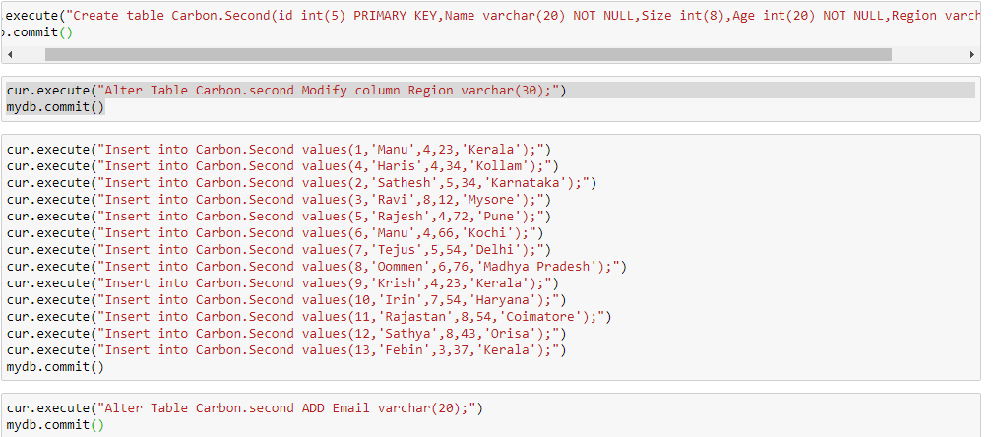 .execute("Create table Carbon.Second(id int(5) PRIMARY KEY,Name varchar(20) NOT NULL,Size int(8),Age int(20) NOT NULL,Region varch
.commit()
cur.execute("Alter Table Carbon.second Modify column Region varchar(30);")
mydb.commit()
cur.execute("Insert into Carbon.Second values(1,'Manu',4,23,'Kerala');")
cur.execute("Insert into Carbon.Second values(4,'Haris',4,34,'Kollam');")
cur.execute("Insert into Carbon.Second values(2,'Sathesh',5,34,'Karnataka');")
cur.execute("Insert into Carbon.Second values(3,'Ravi',8,12,'Mysore');")
cur.execute("Insert into Carbon.Second values(5,'Rajesh',4,72,'Pune');")
cur.execute("Insert into Carbon.Second values(6,'Manu',4,66,'Kochi');")
cur.execute("Insert into Carbon.Second values(7,'Tejus',5,54,'Delhi');")
cur.execute("Insert into Carbon.Second values(8,'Oommen',6,76,'Madhya Pradesh');")
cur.execute("Insert into Carbon.Second values(9,'Krish',4,23,'Kerala');")
cur.execute("Insert into Carbon.Second values(10,'Irin',7,54,'Haryana');")
cur.execute("Insert into Carbon.Second values(11,'Rajastan',8,54,'Coimatore');")
cur.execute("Insert into Carbon.Second values(12,'Sathya',8,43,'Orisa');")
cur.execute("Insert into Carbon.Second values(13,'Febin',3,37,'Kerala');")
mydb.commit()
cur.execute("Alter Table Carbon.second ADD Email varchar(20);")
mydb.commit()